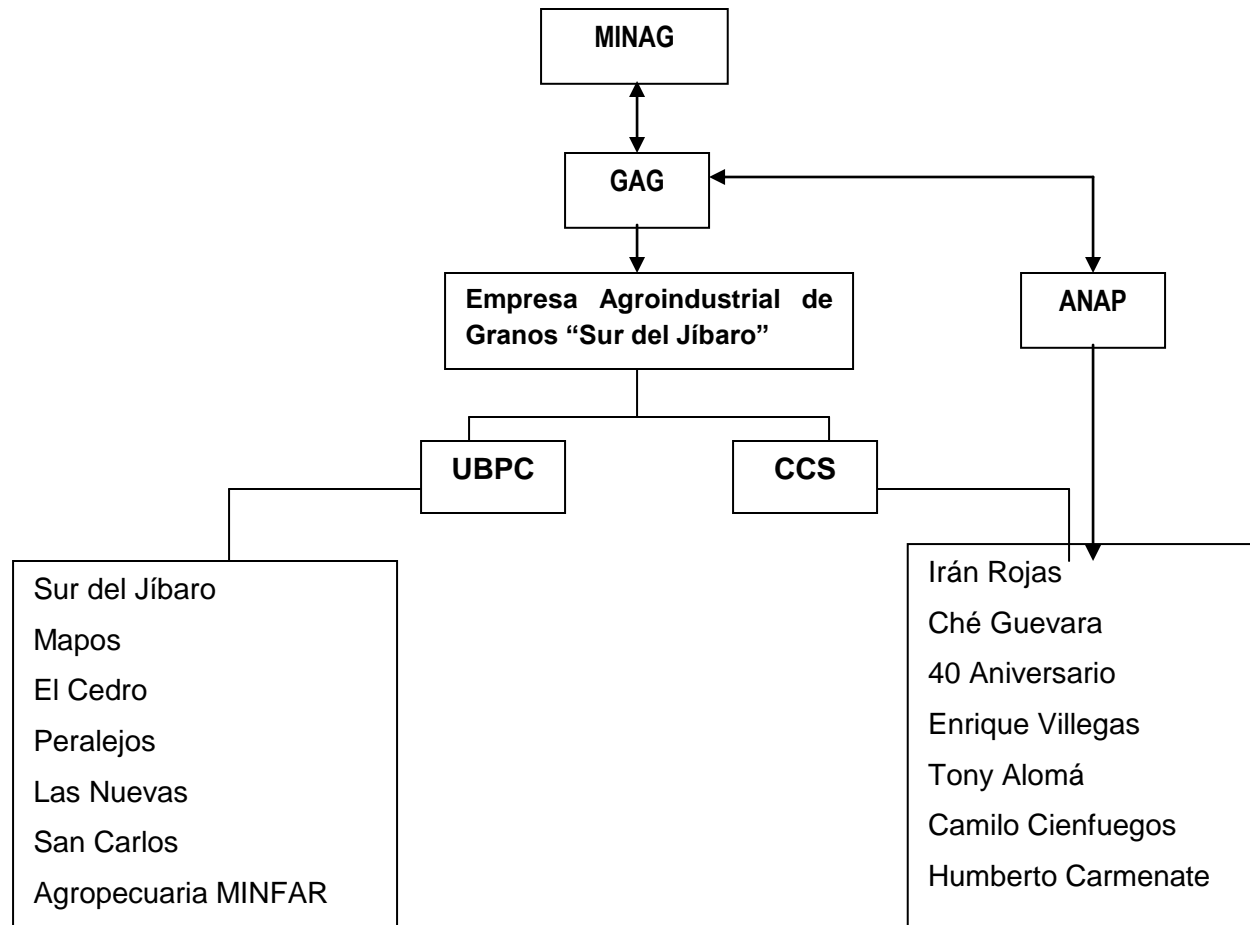 MINAG
GAG
Empresa Agroindustrial de
Granos “Sur del Jíbaro”
ANAP
UBPC
CCS
Sur del Jíbaro
Mapos
El Cedro
Peralejos
Las Nuevas
San Carlos
Agropecuaria MINFAR
Irán Rojas
Ché Guevara
40 Aniversario
Enrique Villegas
Tony Alomá
Camilo Cienfuegos
Humberto Carmenate